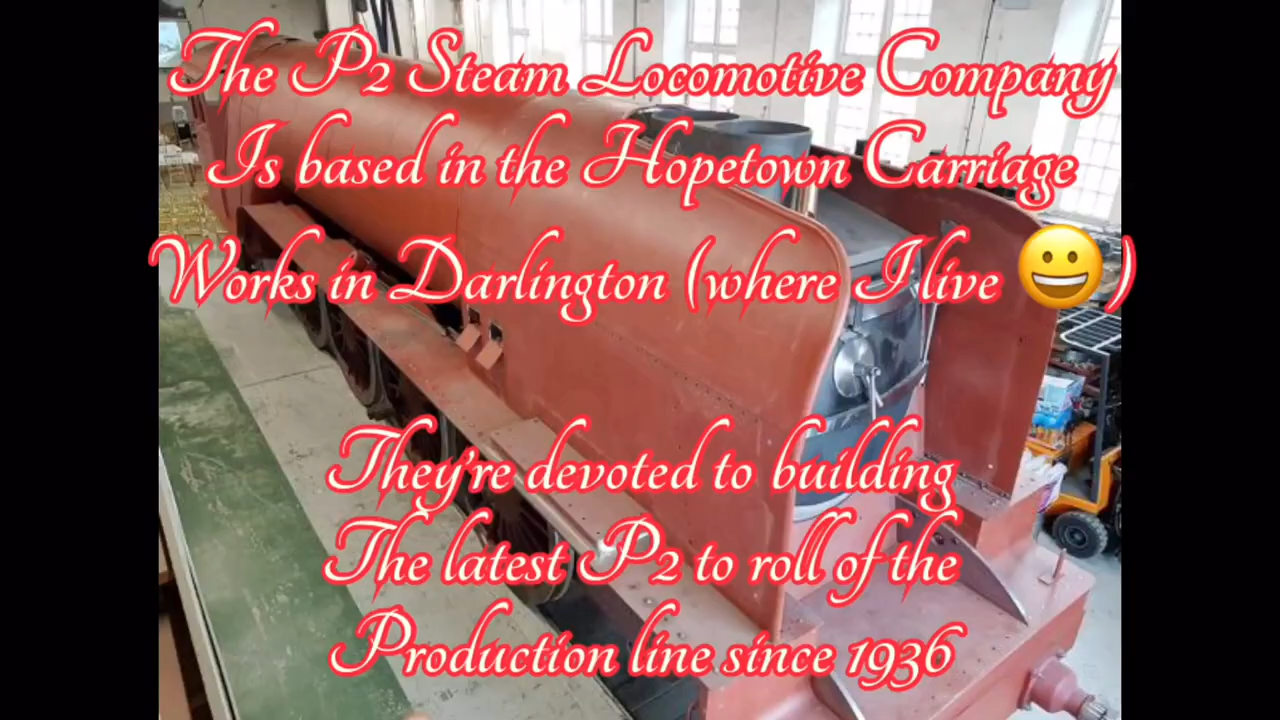 The P2 Steam Locomotive Company
Is based in the Hopetown Carriage
Works in Darlington (where I live 😀)
They're devoted to building
The latest P2 to roll of the
Production line since 1936